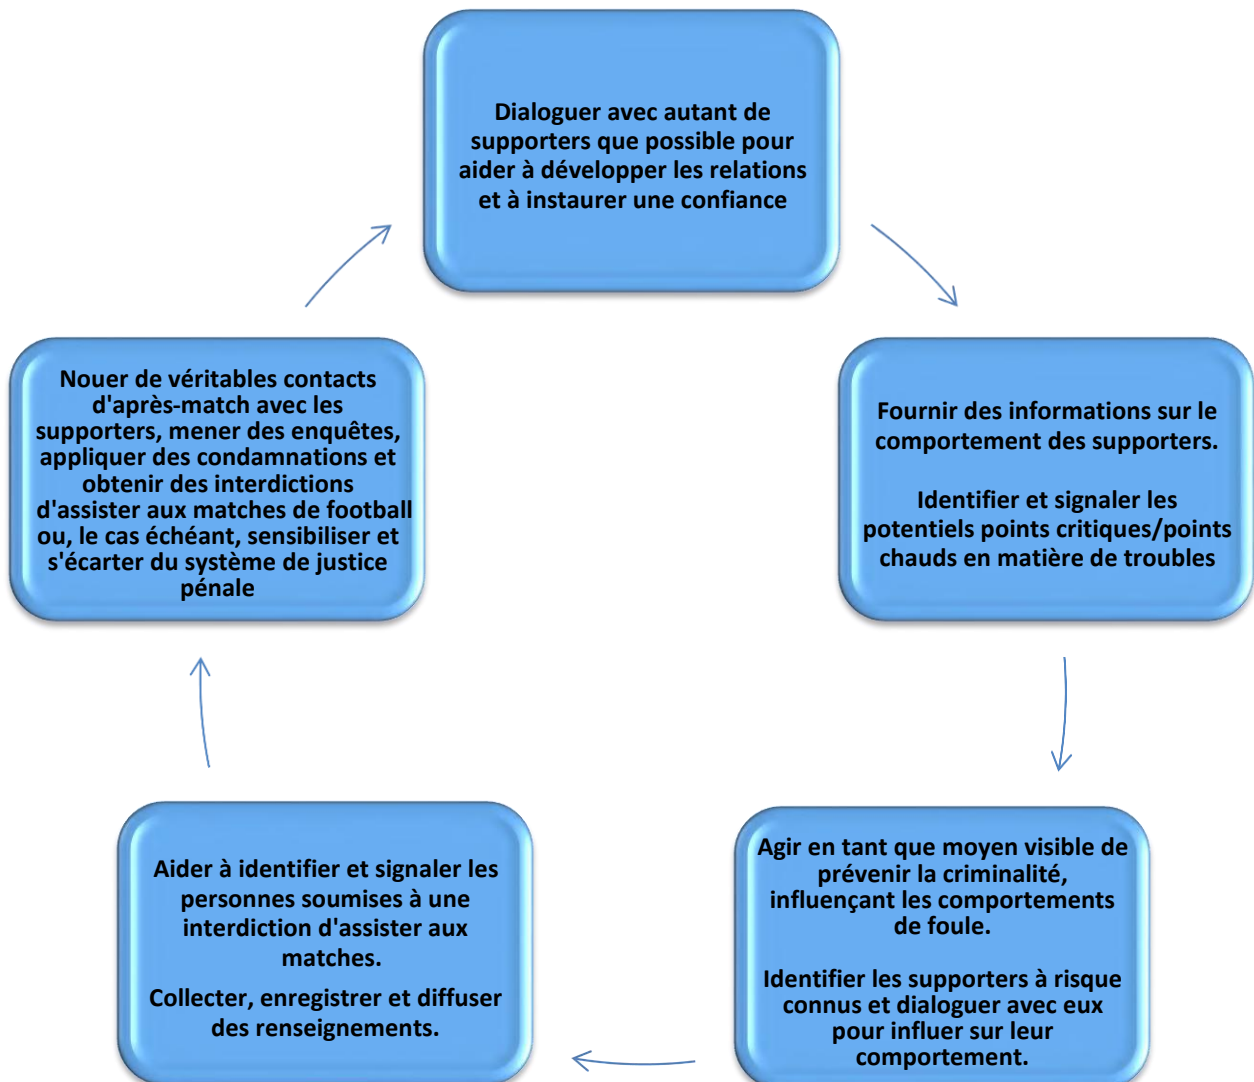 Dialoguer avec autant de
supporters que possible pour
aider à développer les relations
et à instaurer une confiance
Fournir des informations sur le
comportement des supporters.
Identifier et signaler les
potentiels points critiques/points
chauds en matière de troubles
Agir en tant que moyen visible de
prévenir la criminalité,
influençant les comportements
de foule.
Identifier les supporters à risque
connus et dialoguer avec eux
pour influer sur leur
comportement.
Aider à identifier et signaler les
personnes soumises à une
interdiction d'assister aux
matches.
Collecter, enregistrer et diffuser
des renseignements.
Nouer de véritables contacts
d'après-match avec les
supporters, mener des enquêtes,
appliquer des condamnations et
obtenir des interdictions
d'assister aux matches de football
ou, le cas échéant, sensibiliser et
s'écarter du système de justice
pénale